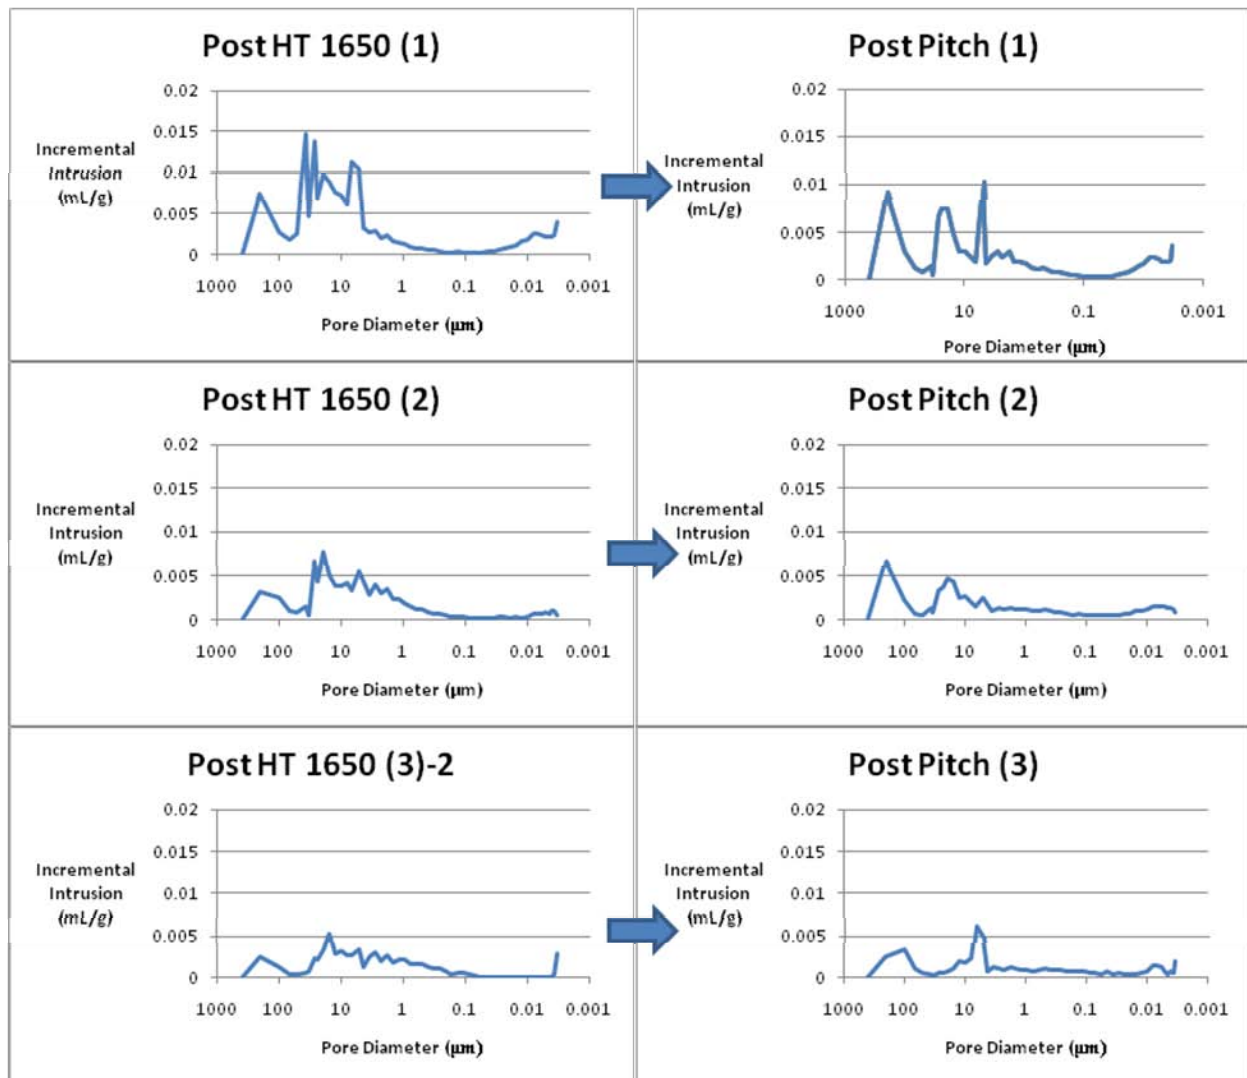 Post HT 1650 (1)
Incremental
Intrusion
(mL/g)
0.02
0.015
0.01
0.005
0
1000 100 10 1 0.1 0.01 0.001
Pore Diameter (µm)
Post Pitch (1)
Incremental
Intrusion
(mL/g)
0.02
0.015
0.01
0.005
0
1000 10 0.1 0.001
Pore Diameter (µm)
Post HT 1650 (2)
Incremental
Intrusion
(mL/g)
0.02
0.015
0.01
0.005
0
1000 100 10 1 0.1 0.01 0.001
Pore Diameter (µm)
Post Pitch (2)
Incremental
Intrusion
(mL/g)
0.02
0.015
0.01
0.005
0
1000 100 10 1 0.1 0.01 0.001
Pore Diameter (µm)
Post HT 1650 (3)-2
Incremental
Intrusion
(mL/g)
0.02
0.015
0.01
0.005
0
1000 100 10 1 0.1 0.01 0.001
Pore Diameter (µm)
Post Pitch (3)
Incremental
Intrusion
(mL/g)
0.02
0.015
0.01
0.005
0
1000 100 10 1 0.1 0.01 0.001
Pore Diameter (µm)